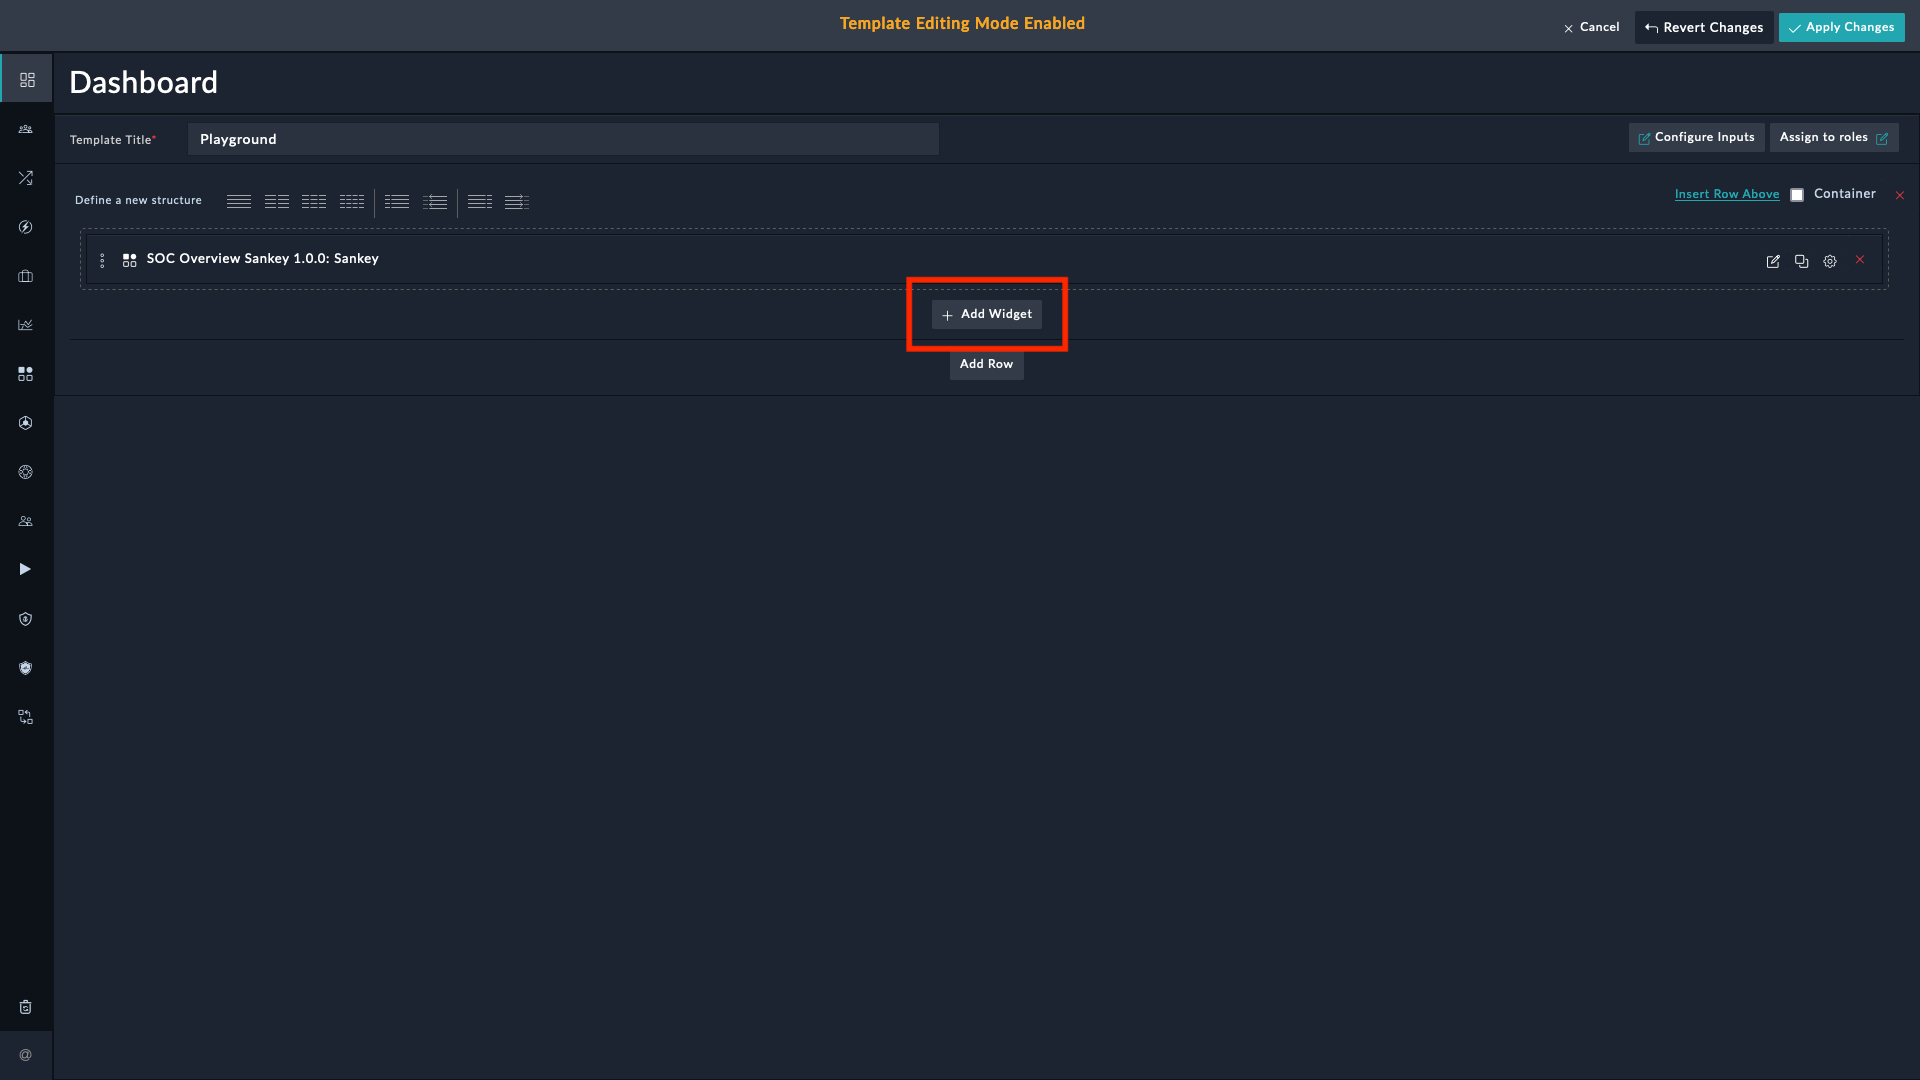 Template Editing Mode Enabled
Cancel
Revert Changes
Apply Changes
Dashboard
Template Title*
Playground
Configure Inputs
Assign to roles
Define a new structure
Insert Row Above
Container
SOC Overview Sankey 1.0.0: Sankey
Add Widget
Add Row
@